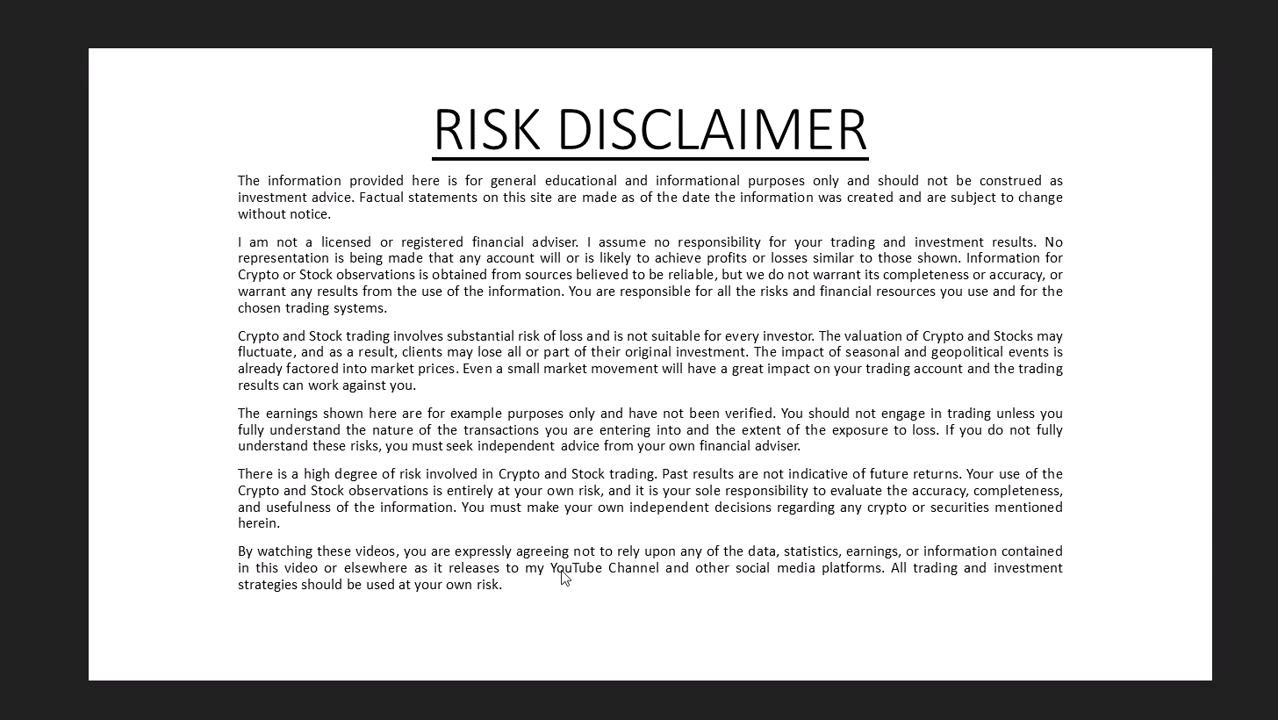 RISK DISCLAIMER
The information provided here is for general educational and informational purposes only and should not be construed as
investment advice. Factual statements on this site are made as of the date the information was created and are subject to change
without notice.
I am not a licensed or registered financial adviser. I assume no responsibility for your trading and investment results. No
representation is being made that any account will or is likely to achieve profits or losses similar to those shown. Information for
Crypto or Stock observations is obtained from sources believed to be reliable, but we do not warrant its completeness or accuracy, or
warrant any results from the use of the information. You are responsible for all the risks and financial resources you use and for the
chosen trading systems.
Crypto and Stock trading involves substantial risk of loss and is not suitable for every investor. The valuation of Crypto and Stocks may
fluctuate, and as a result, clients may lose all or part of their original investment. The impact of seasonal and geopolitical events is
already factored into market prices. Even a small market movement will have a great impact on your trading account and the trading
results can work against you.
The earnings shown here are for example purposes only and have not been verified. You should not engage in trading unless you
fully understand the nature of the transactions you are entering into and the extent of the exposure to loss. If you do not fully
understand these risks, you must seek independent advice from your own financial adviser.
There is a high degree of risk involved in Crypto and Stock trading. Past results are not indicative of future returns. Your use of the
Crypto and Stock observations is entirely at your own risk, and it is your sole responsibility to evaluate the accuracy, completeness,
and usefulness of the information. You must make your own independent decisions regarding any crypto or securities mentioned
herein.
By watching these videos, you are expressly agreeing not to rely upon any of the data, statistics, earnings, or information contained
in this video or elsewhere as it releases to my YouTube Channel and other social media platforms. All trading and investment
strategies should be used at your own risk.